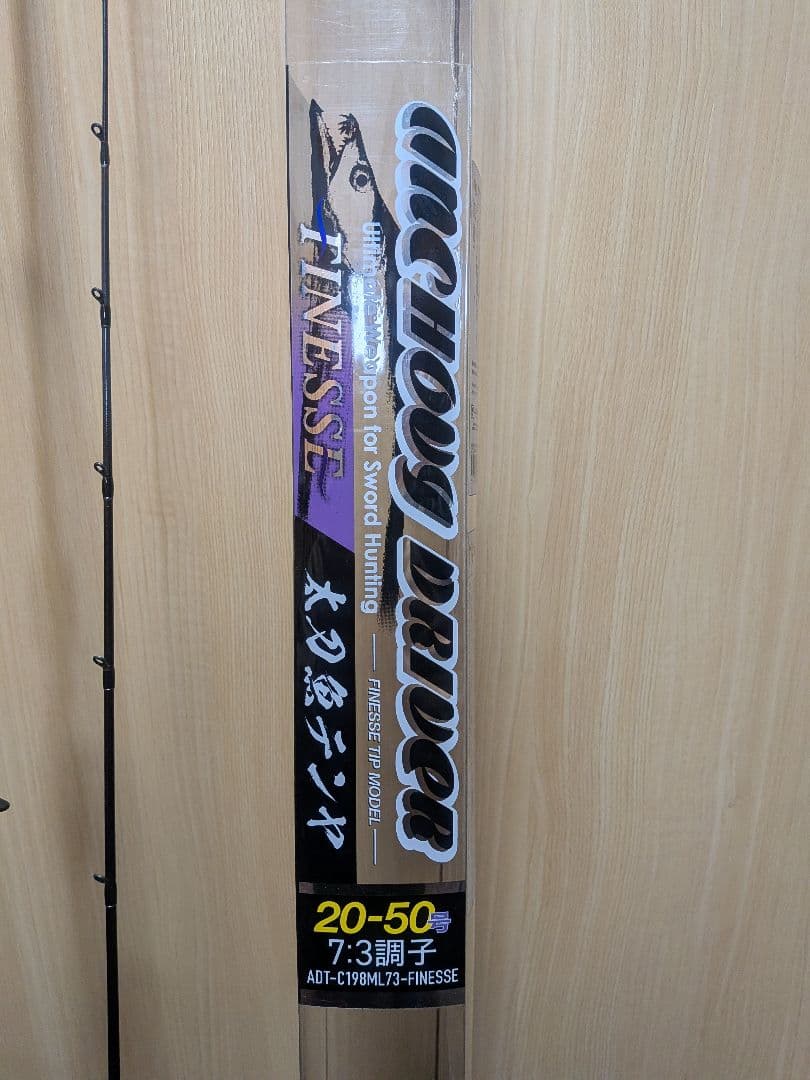 ANCHOVY DRIVER
Ultimate Weapon for Sword Hunting
FINESSE TIP MODEL
FINESSE
太刀魚テンヤ
20-50号
7:3調子
ADT-C198ML73-FINESSE